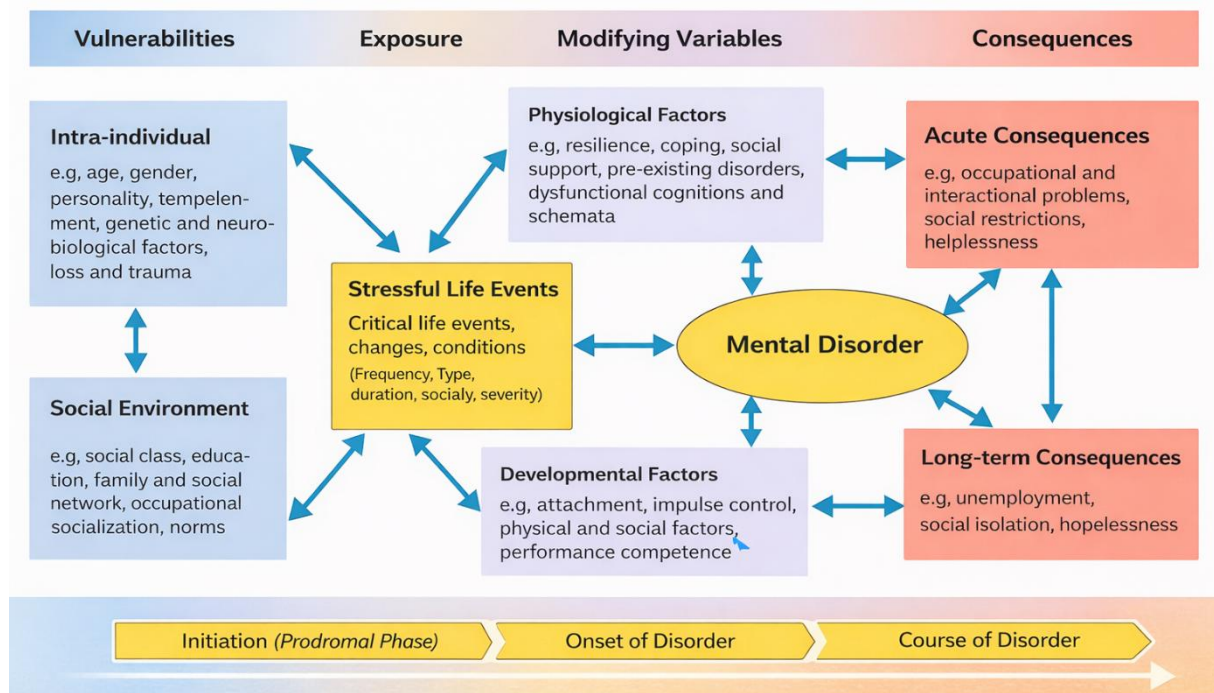 Vulnerabilities
Exposure
Modifying Variables
Consequences
Intra-individual
e.g, age, gender,
personality, tempelen-
ment, genetic and neuro-
biological factors,
loss and trauma
Social Environment
e.g, social class, educa-
tion, family and social
network, occupational
socialization, norms
Stressful Life Events
Critical life events,
changes, conditions
(Frequency, Type,
duration, socialy, severity)
Physiological Factors
e.g, resilience, coping, social
support, pre-existing disorders,
dysfunctional cognitions and
schemata
Mental Disorder
Developmental Factors
e.g, attachment, impulse control,
physical and social factors,
performance competence
Acute Consequences
e.g, occupational and
interactional problems,
social restrictions,
helplessness
Long-term Consequences
e.g, unemployment,
social isolation, hopelessness
Initiation (Prodromal Phase)
Onset of Disorder
Course of Disorder